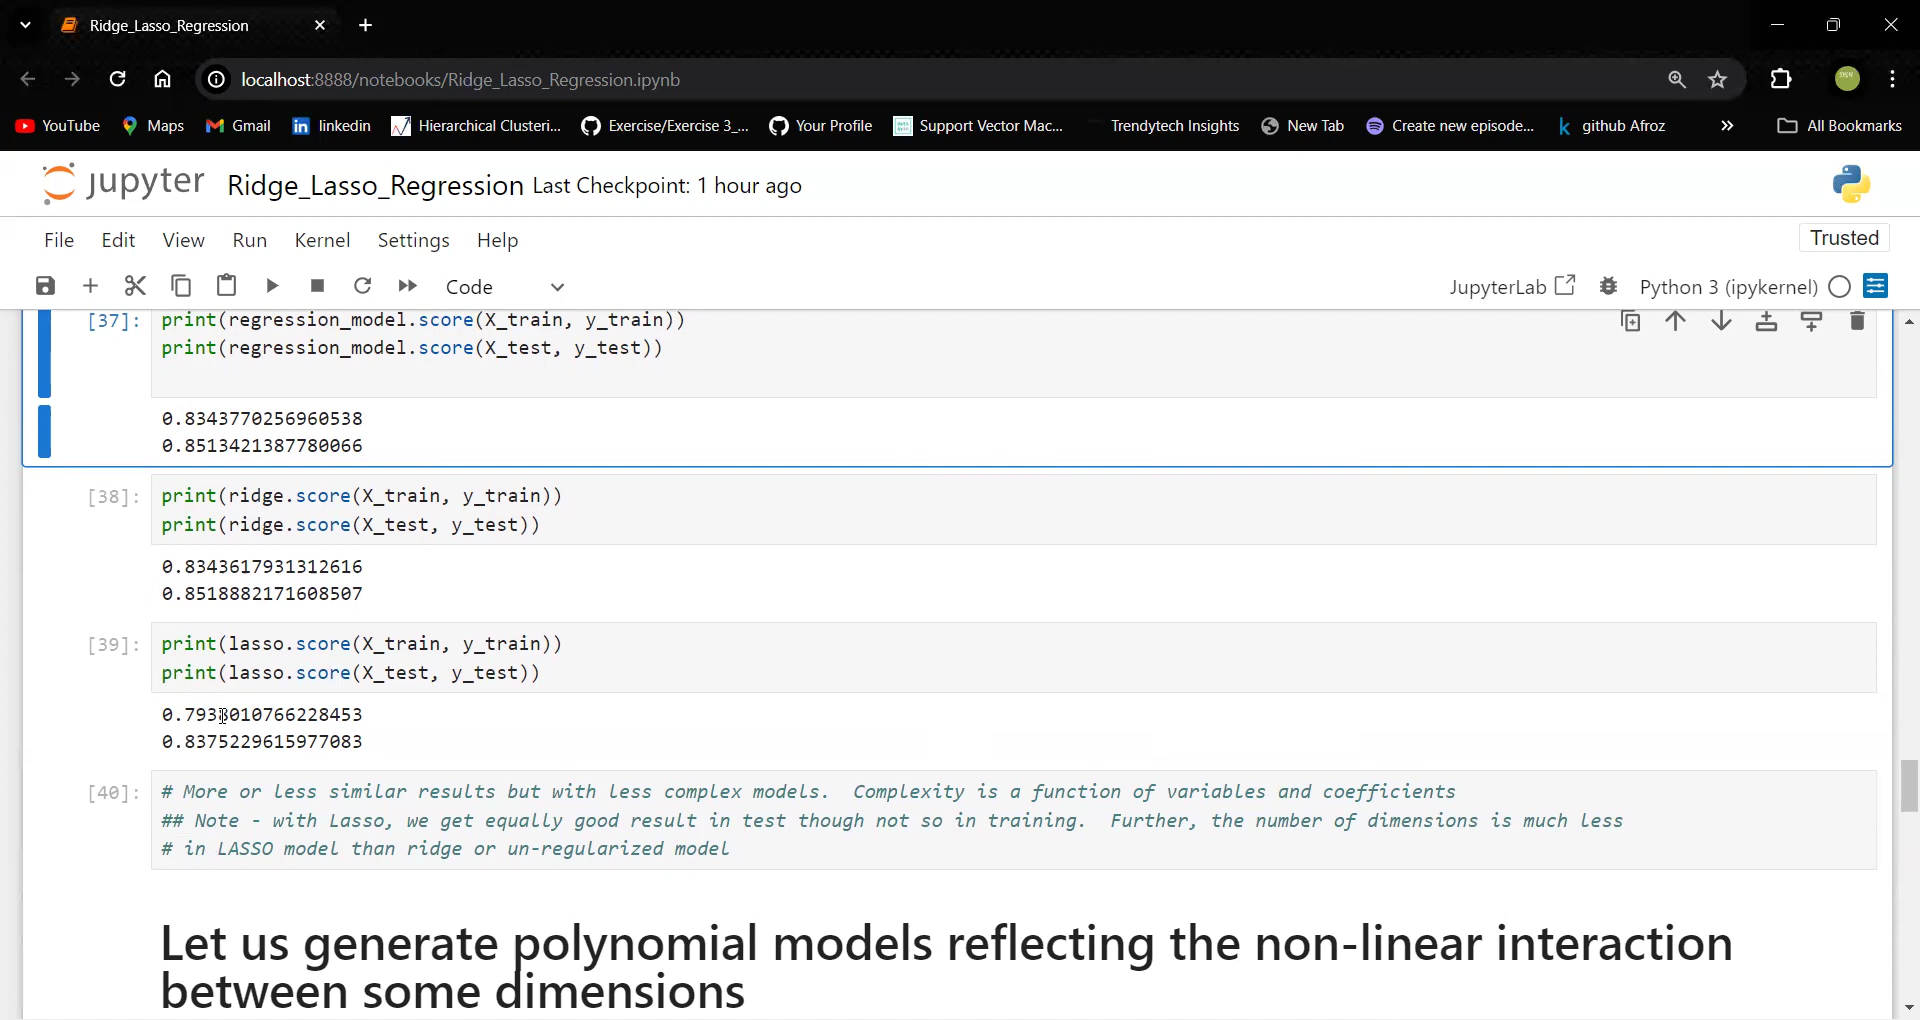 Ridge_Lasso_Regression
localhost:8888/notebooks/Ridge_Lasso_Regression.ipynb
YouTube Maps Gmail linkedin Hierarchical Clusteri... Exercise/Exercise 3_... Your Profile Support Vector Mac... Trendytech Insights New Tab Create new episode... github Afroz » All Bookmarks
jupyter Ridge_Lasso_Regression Last Checkpoint: 1 hour ago
File Edit View Run Kernel Settings Help Trusted
Code JupyterLab Python 3 (ipykernel)
[37]: print(regression_model.score(X_train, y_train))
print(regression_model.score(X_test, y_test))
0.8343770256960538
0.8513421387780066
[38]: print(ridge.score(X_train, y_train))
print(ridge.score(X_test, y_test))
0.8343617931312616
0.8518882171608507
[39]: print(lasso.score(X_train, y_train))
print(lasso.score(X_test, y_test))
0.7938010766228453
0.8375229615977083
[40]: # More or less similar results but with less complex models.  Complexity is a function of variables and coefficients
## Note - with Lasso, we get equally good result in test though not so in training.  Further, the number of dimensions is much less
# in LASSO model than ridge or un-regularized model
Let us generate polynomial models reflecting the non-linear interaction
between some dimensions